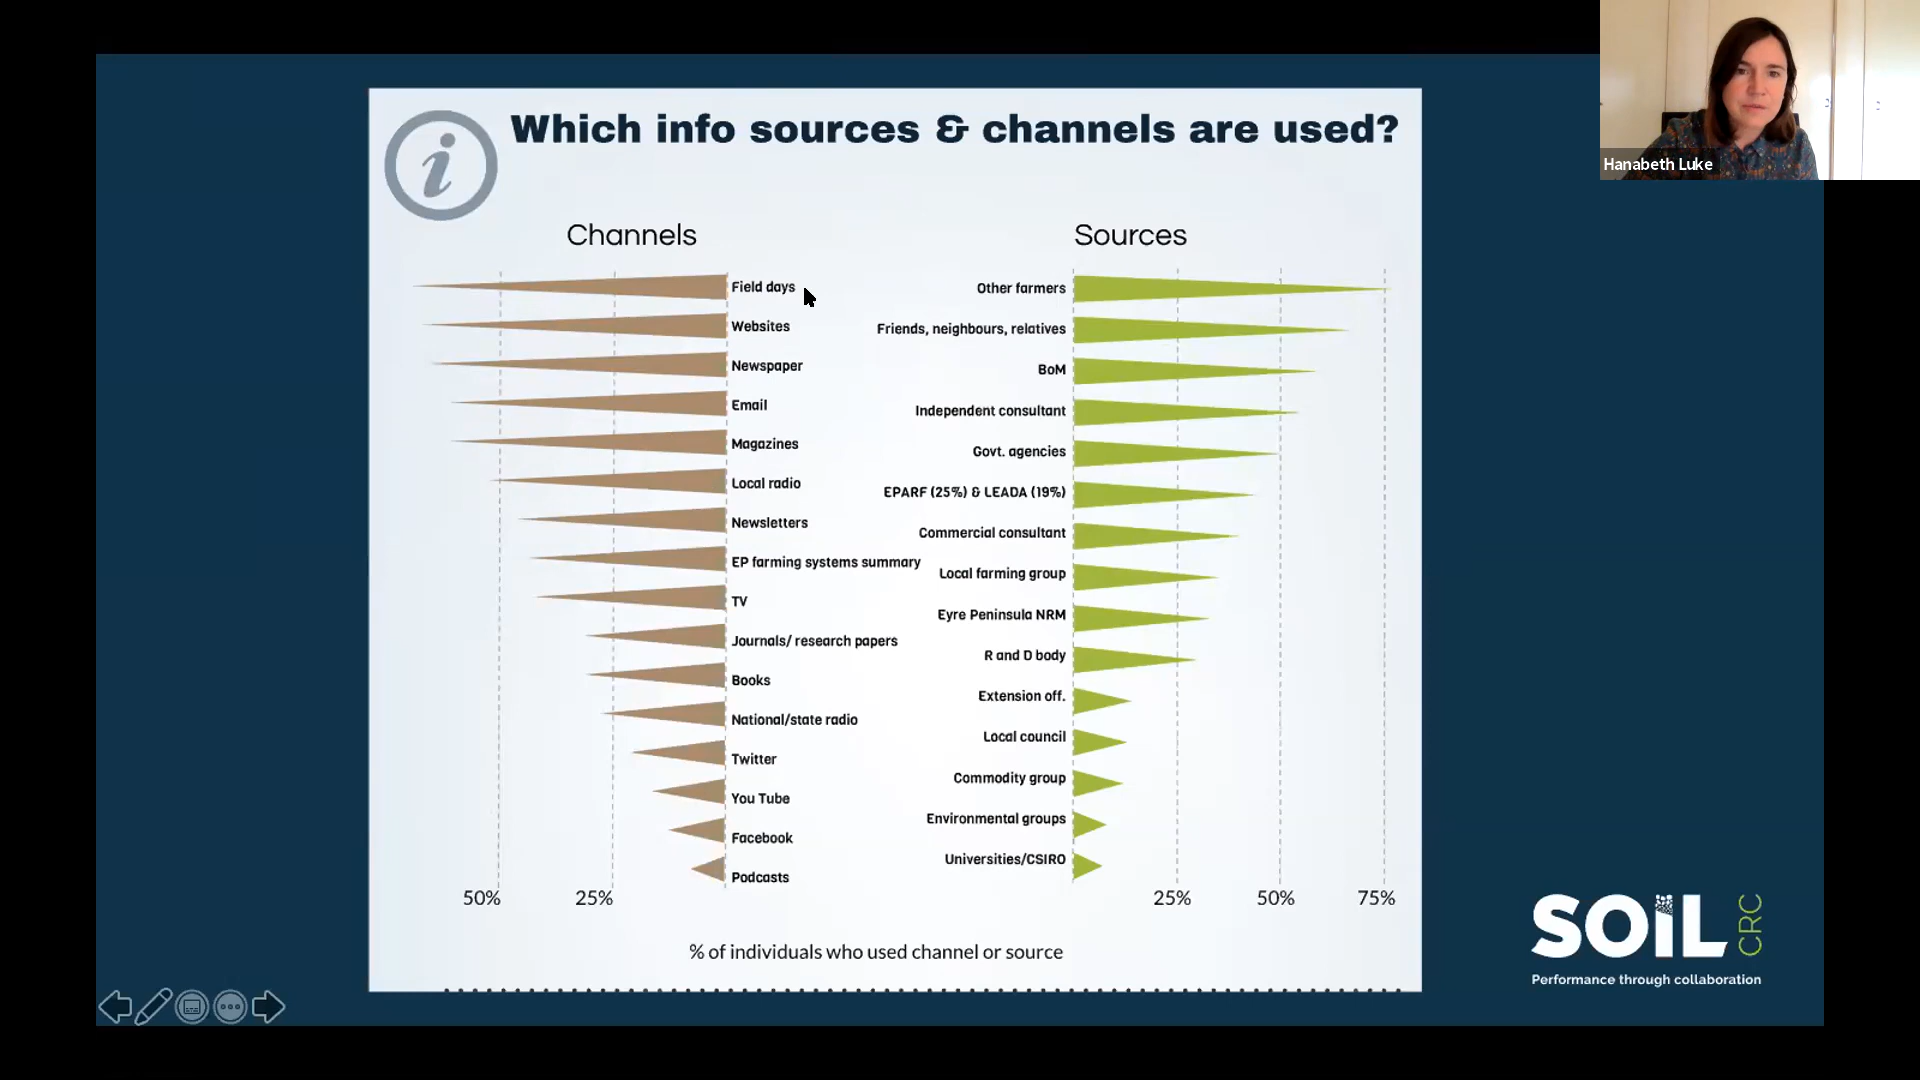 Which info sources & channels are used?
Hanabeth Luke
Channels
Field days
Websites
Newspaper
Email
Magazines
Local radio
Newsletters
EP farming systems summary
TV
Journals/ research papers
Books
National/state radio
Twitter
You Tube
Facebook
Podcasts
50% 25%
Sources
Other farmers
Friends, neighbours, relatives
BoM
Independent consultant
Govt. agencies
EPARF (25%) & LEADA (19%)
Commercial consultant
Local farming group
Eyre Peninsula NRM
R and D body
Extension off.
Local council
Commodity group
Environmental groups
Universities/CSIRO
25% 50% 75%
% of individuals who used channel or source
SOiL CRC
Performance through collaboration